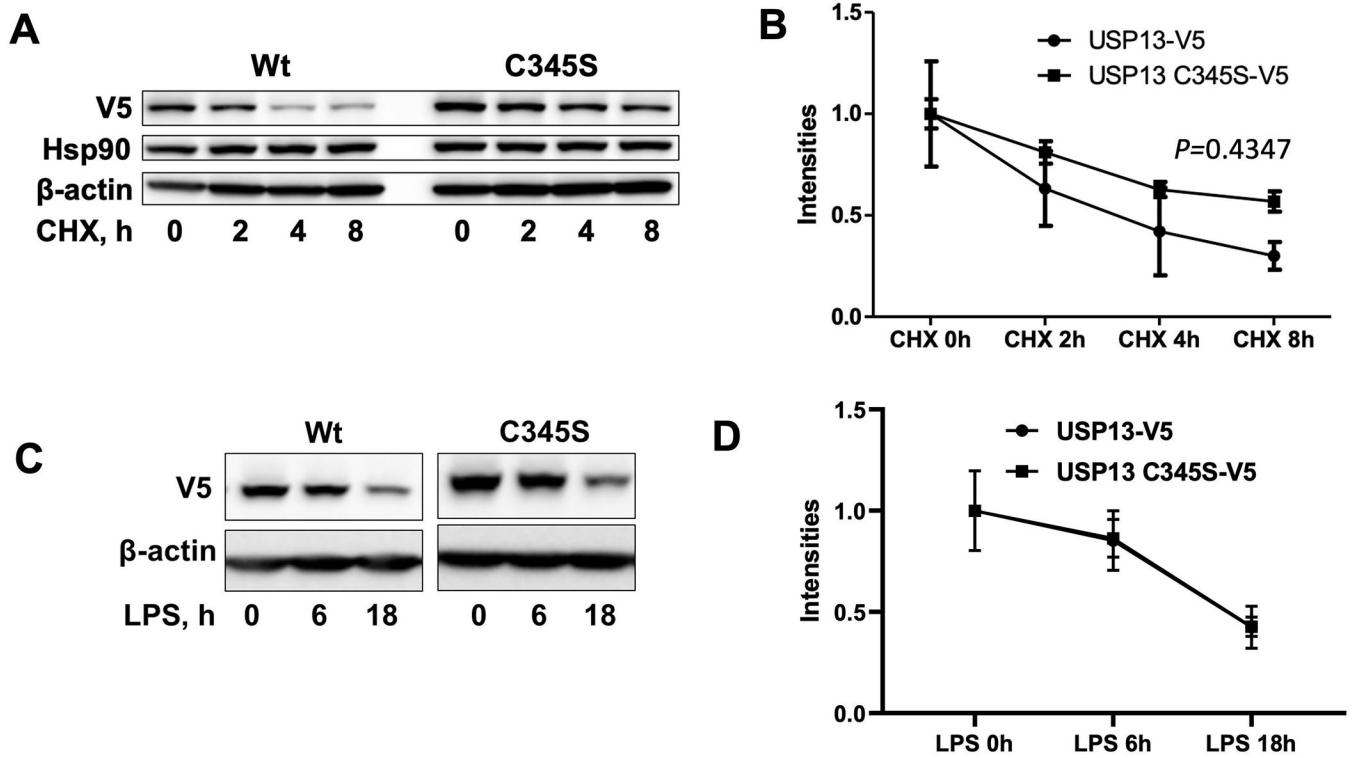 A
Wt C345S
V5
Hsp90
β-actin
CHX, h 0 2 4 8 0 2 4 8
B
1.5
1.0
0.5
0.0
Intensities
USP13-V5
USP13 C345S-V5
P=0.4347
CHX 0h CHX 2h CHX 4h CHX 8h
C
Wt C345S
V5
β-actin
LPS, h 0 6 18 0 6 18
D
1.5
1.0
0.5
0.0
Intensities
USP13-V5
USP13 C345S-V5
LPS 0h LPS 6h LPS 18h